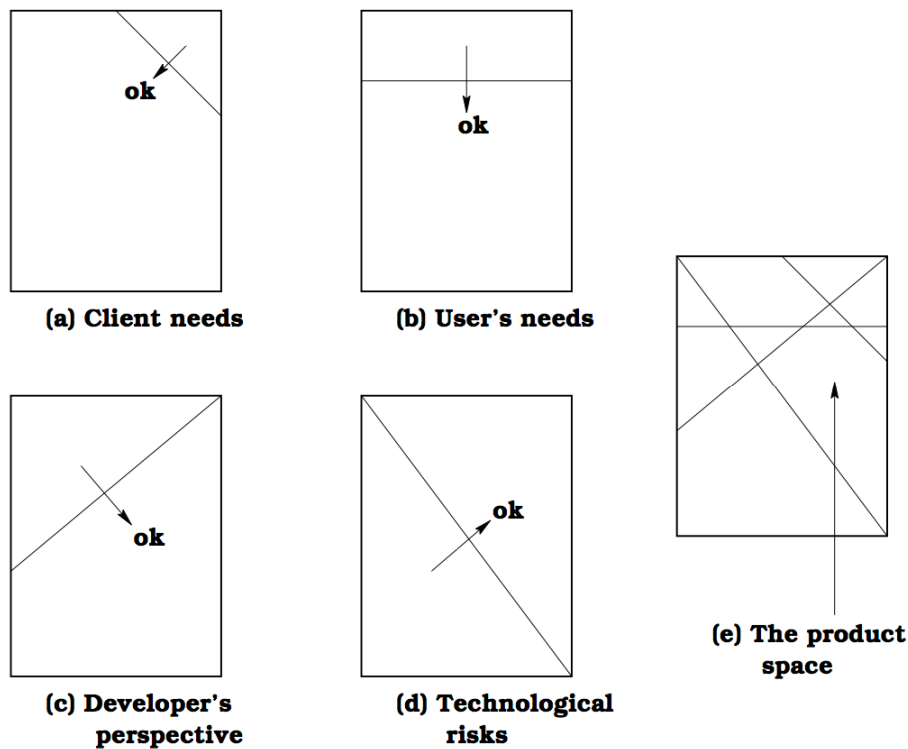 ok
(a) Client needs
ok
(b) User's needs
ok
(c) Developer's
perspective
ok
(d) Technological
risks
(e) The product
space